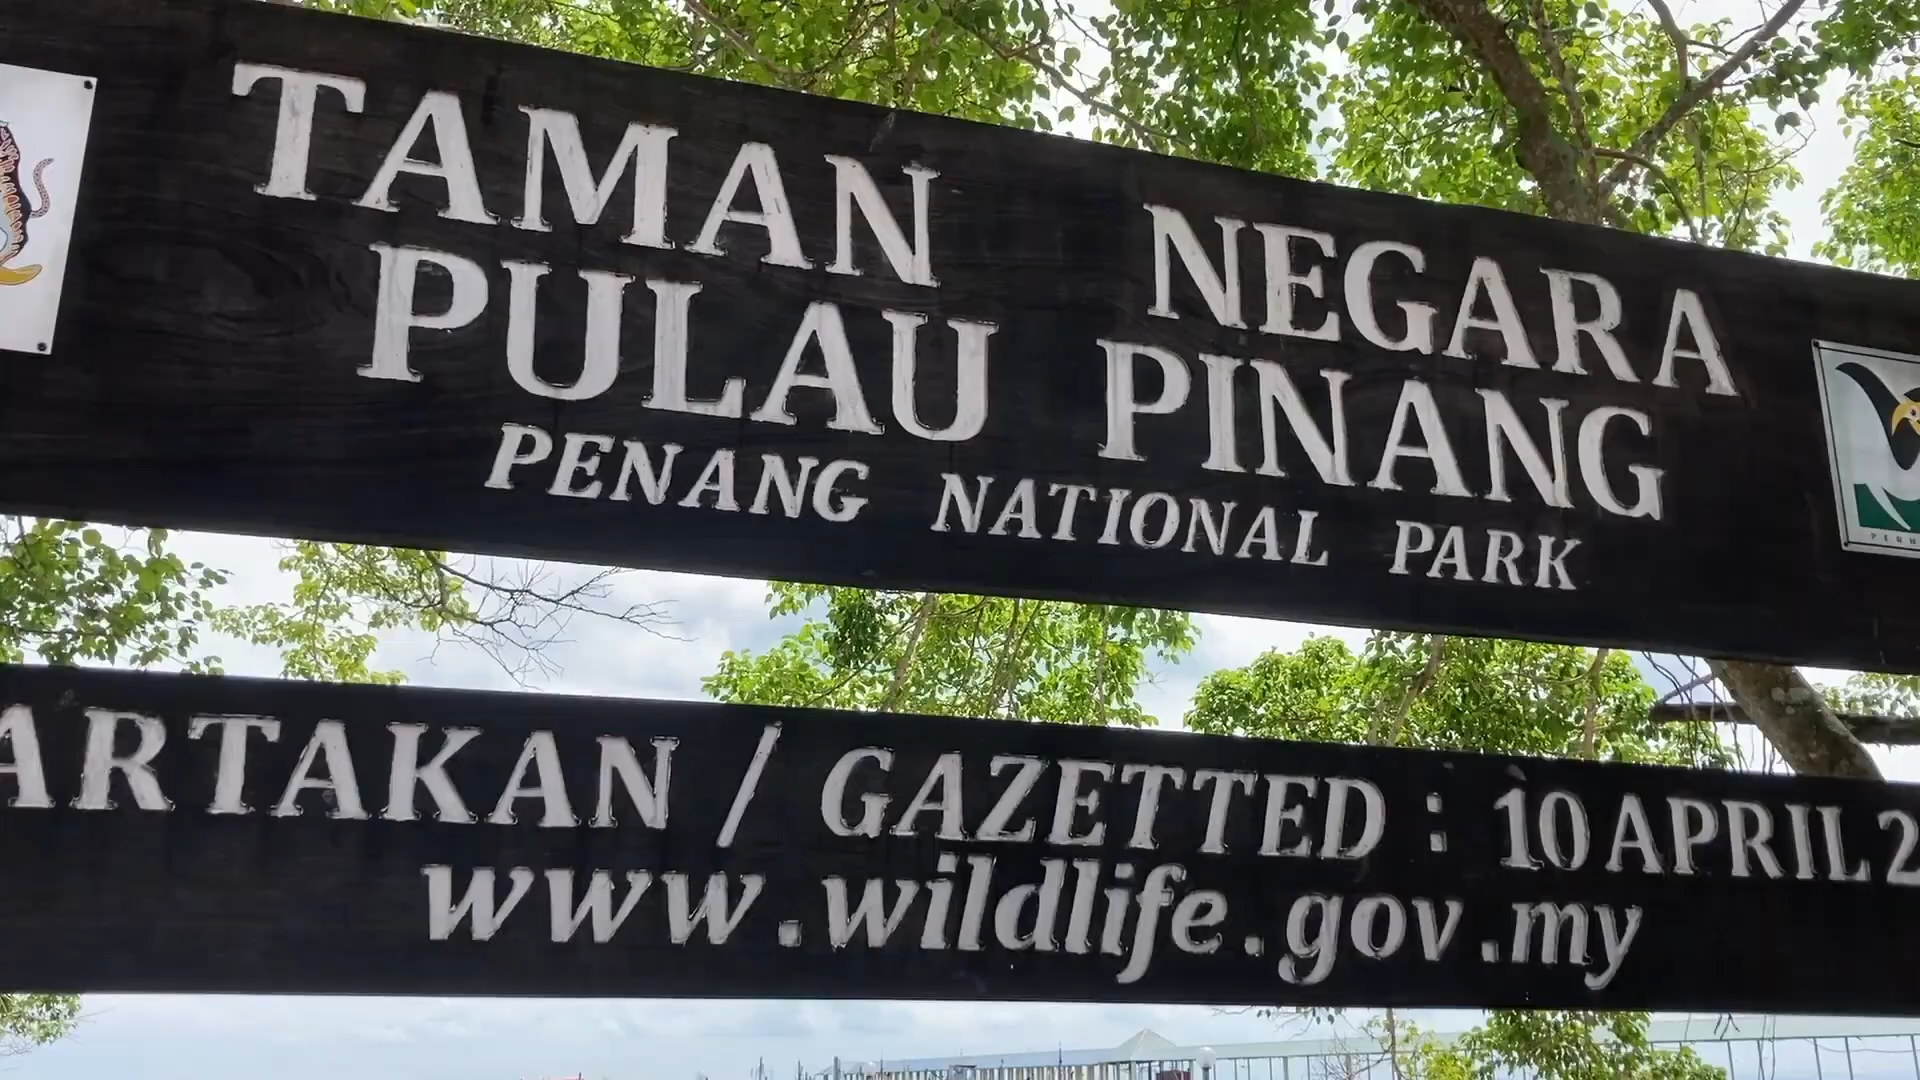 TAMAN NEGARA
PULAU PINANG
PENANG NATIONAL PARK
ARTAKAN / GAZETTED : 10 APRIL 2
www.wildlife.gov.my